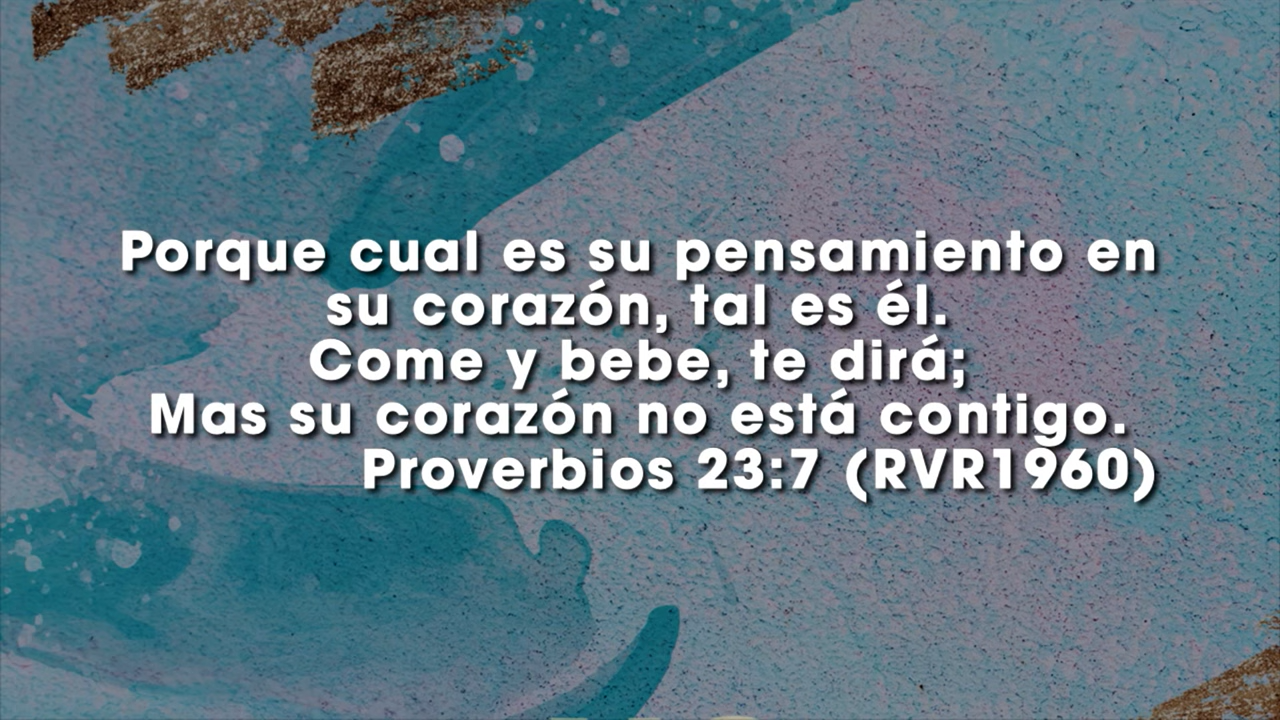 Porque cual es su pensamiento en
su corazón, tal es él.
Come y bebe, te dirá;
Mas su corazón no está contigo.
Proverbios 23:7 (RVR1960)